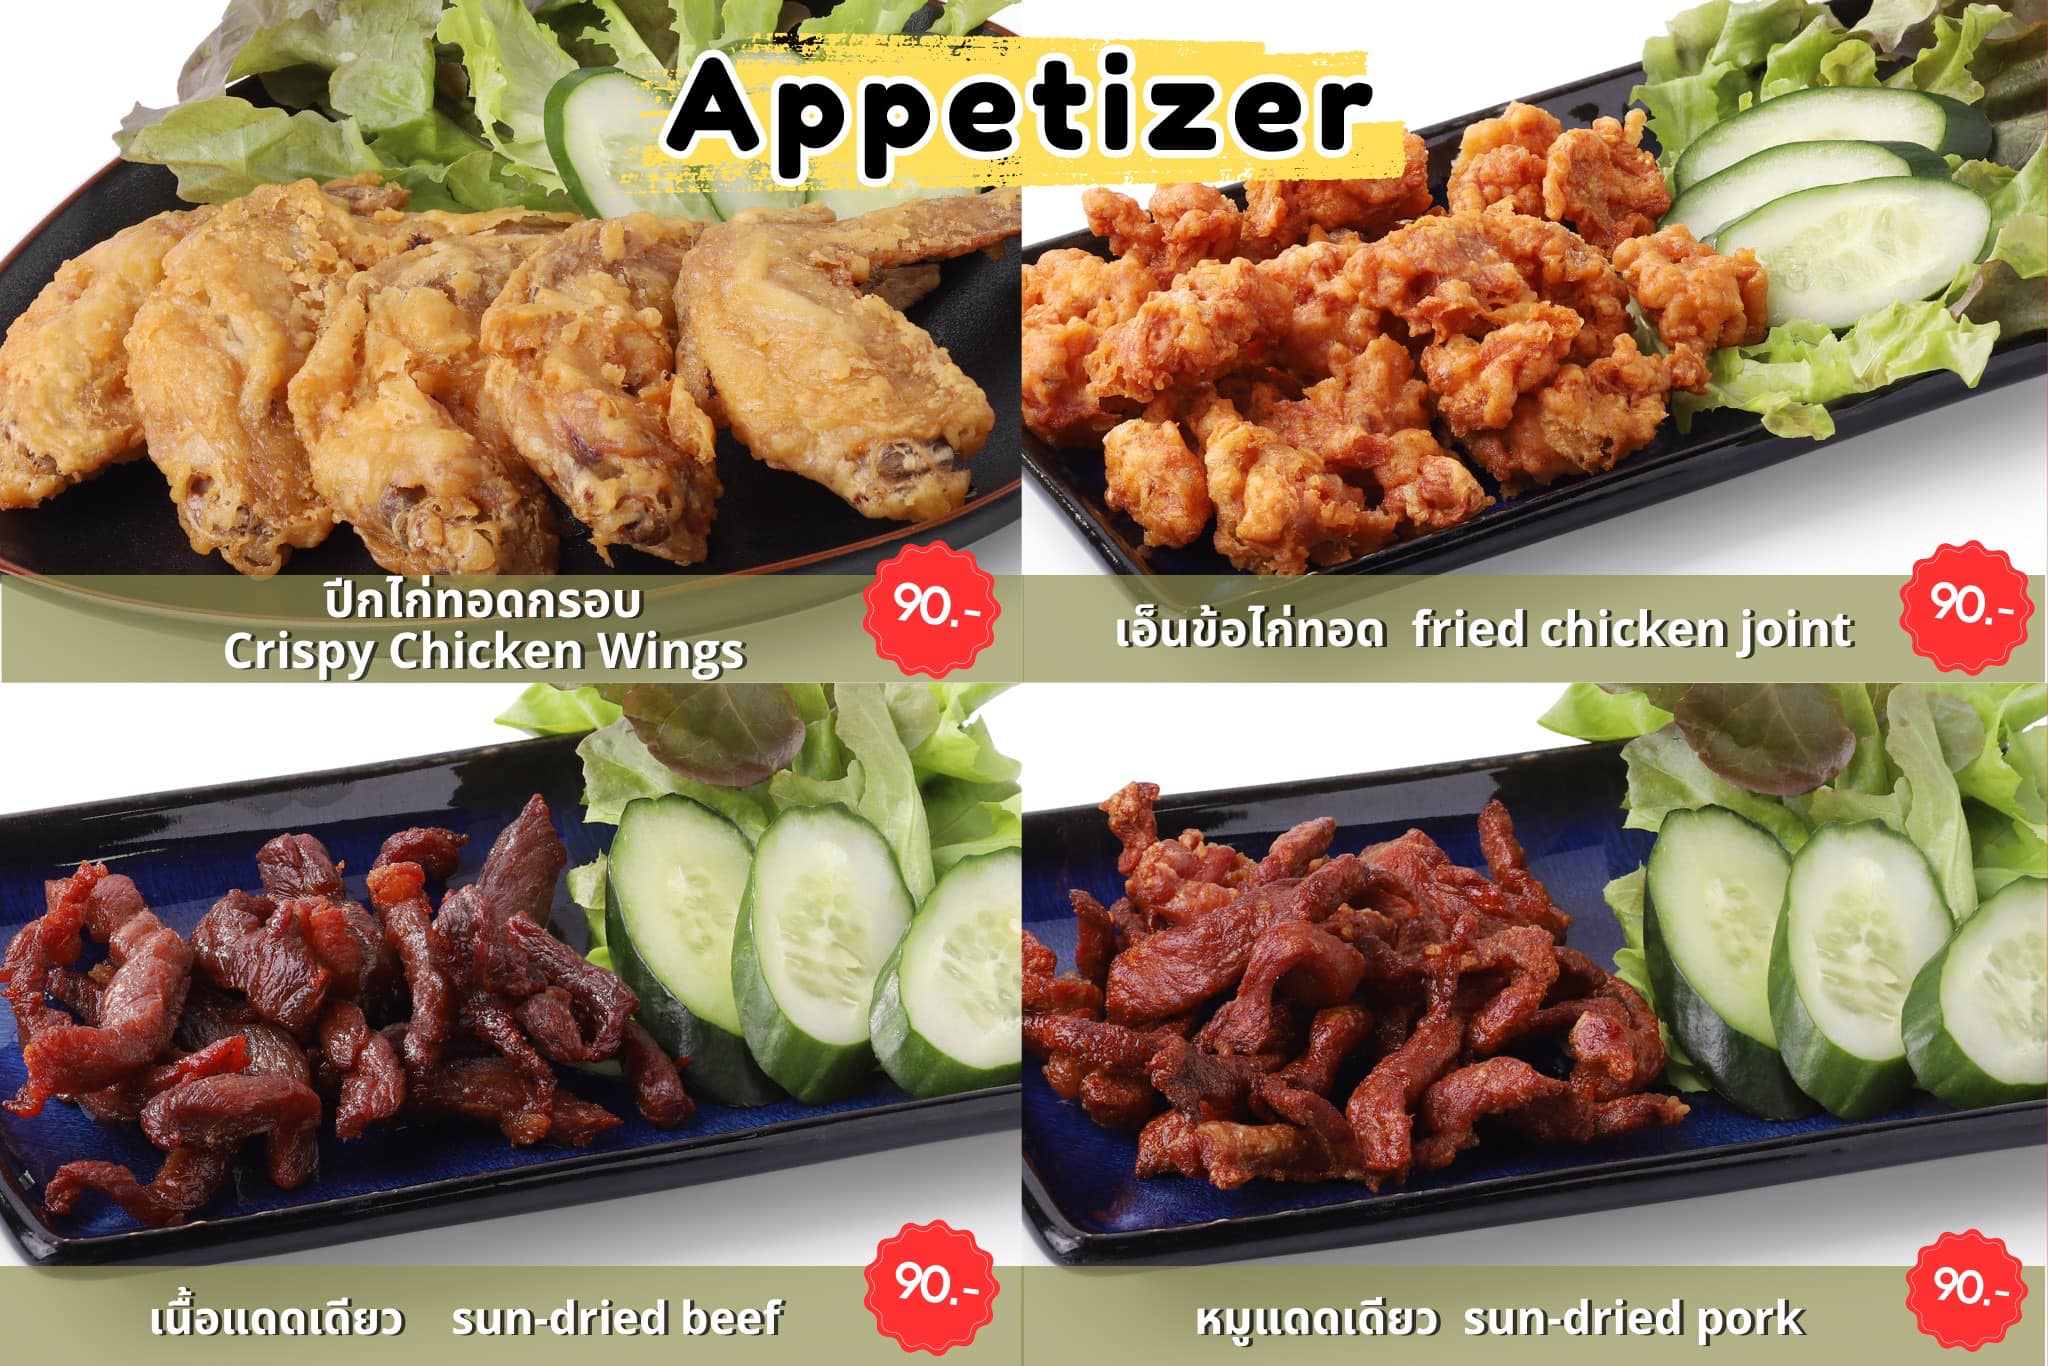 Appetizer
ปีกไก่ทอดกรอบ
Crispy Chicken Wings
90.-
เอ็นข้อไก่ทอด fried chicken joint
90.-
เนื้อแดดเดียว sun-dried beef
90.-
หมูแดดเดียว sun-dried pork
90.-